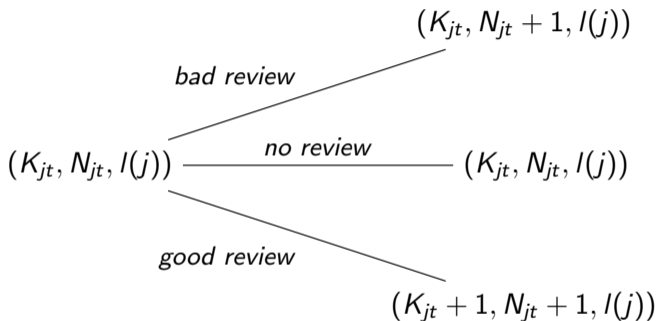 (K_{jt}, N_{jt} + 1, l(j))
bad review
(K_{jt}, N_{jt}, l(j))
no review
(K_{jt}, N_{jt}, l(j))
good review
(K_{jt} + 1, N_{jt} + 1, l(j))